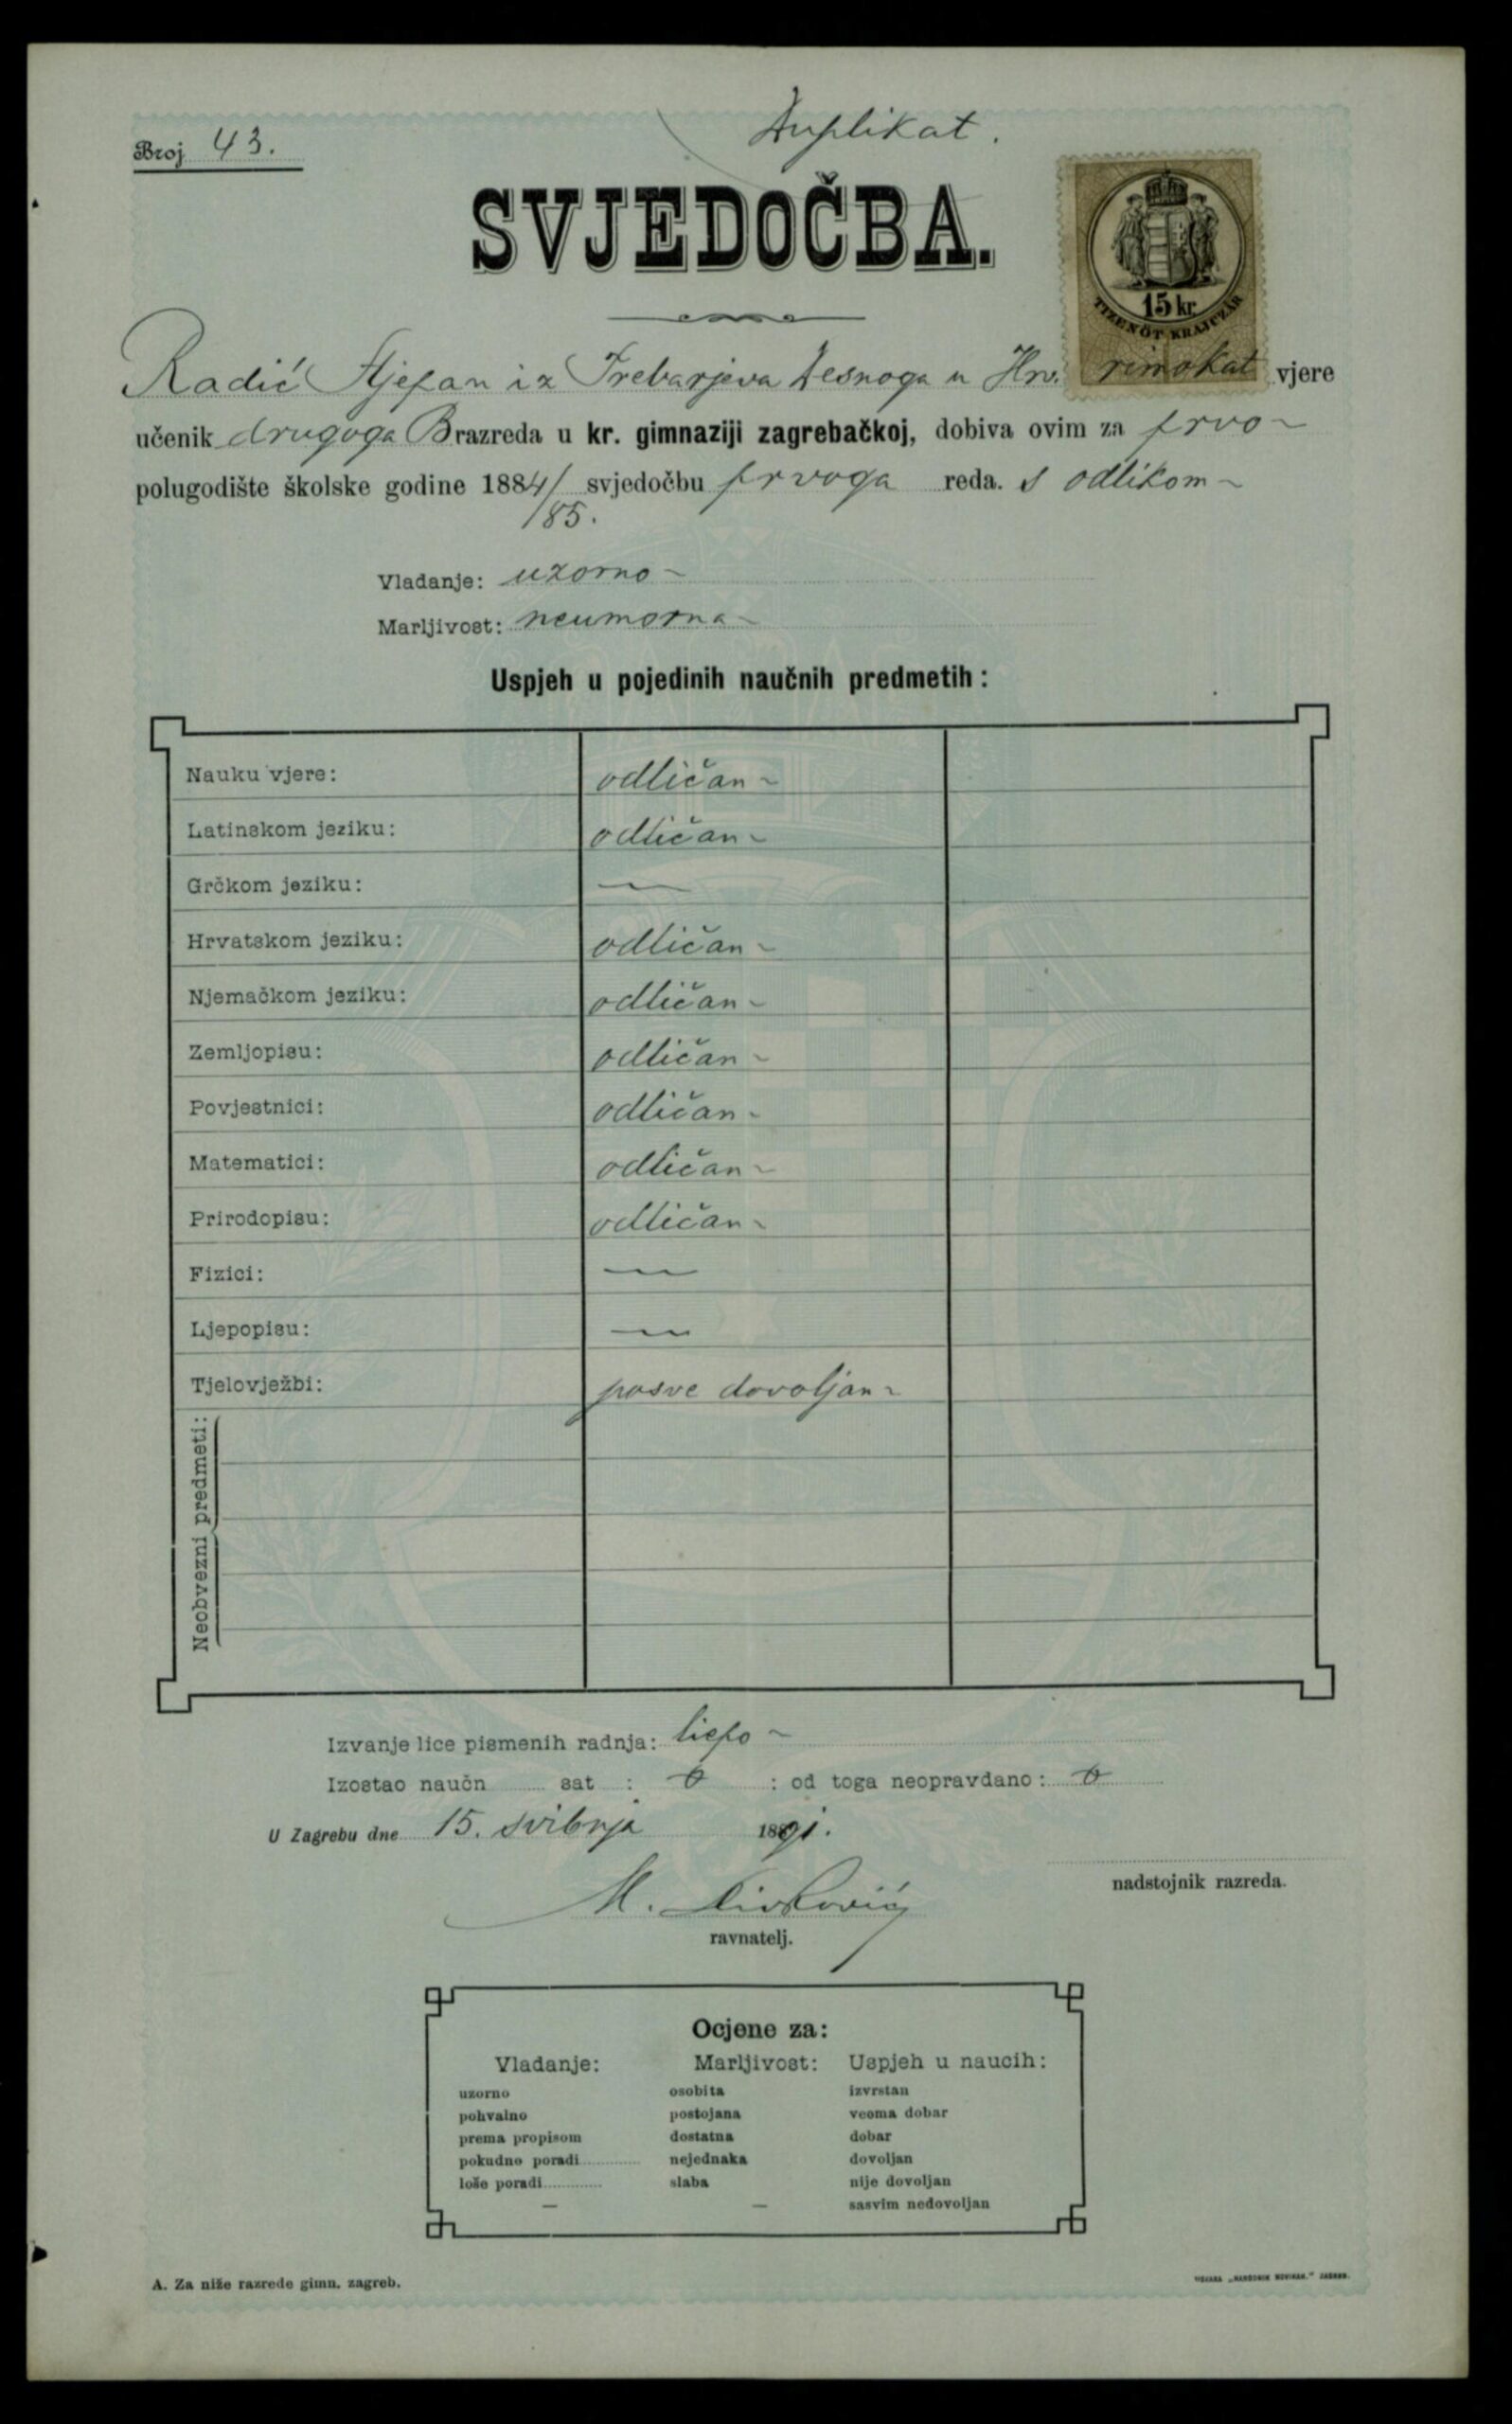 Duplikat.
Broj 43.
SVJEDOČBA.
15 kr.
TIZENÖT KRAJCZÁR
Radić Stjepan iz Trebarjeva Desnoga u Hrv. rimokat vjere
učenik drugoga B razreda u kr. gimnaziji zagrebačkoj, dobiva ovim za prvo
polugodište školske godine 1884/ svjedočbu prvoga reda. s odlikom
/85.
Vladanje: uzorno
Marljivost: neumorna
Uspjeh u pojedinih naučnih predmetih:
Nauku vjere: odličan
Latinskom jeziku: odličan
Grčkom jeziku: —
Hrvatskom jeziku: odličan
Njemačkom jeziku: odličan
Zemljopisu: odličan
Povjestnici: odličan
Matematici: odličan
Prirodopisu: odličan
Fizici: —
Ljepopisu: —
Tjelovježbi: posve dovoljan
Neobvezni predmeti:
Izvanje lice pismenih radnja: liepo
Izostao naučn sat : 0 : od toga neopravdano: 0
U Zagrebu dne 15. svibnja 1891.
nadstojnik razreda.
M.
ravnatelj.
Ocjene za:
Vladanje: Marljivost: Uspjeh u naucih:
uzorno osobita izvrstan
pohvalno postojana veoma dobar
prema propisom dostatna dobar
pokudno poradi nejednaka dovoljan
loše poradi slaba nije dovoljan
— — sasvim nedovoljan
A. Za niže razrede gimn. zagreb.